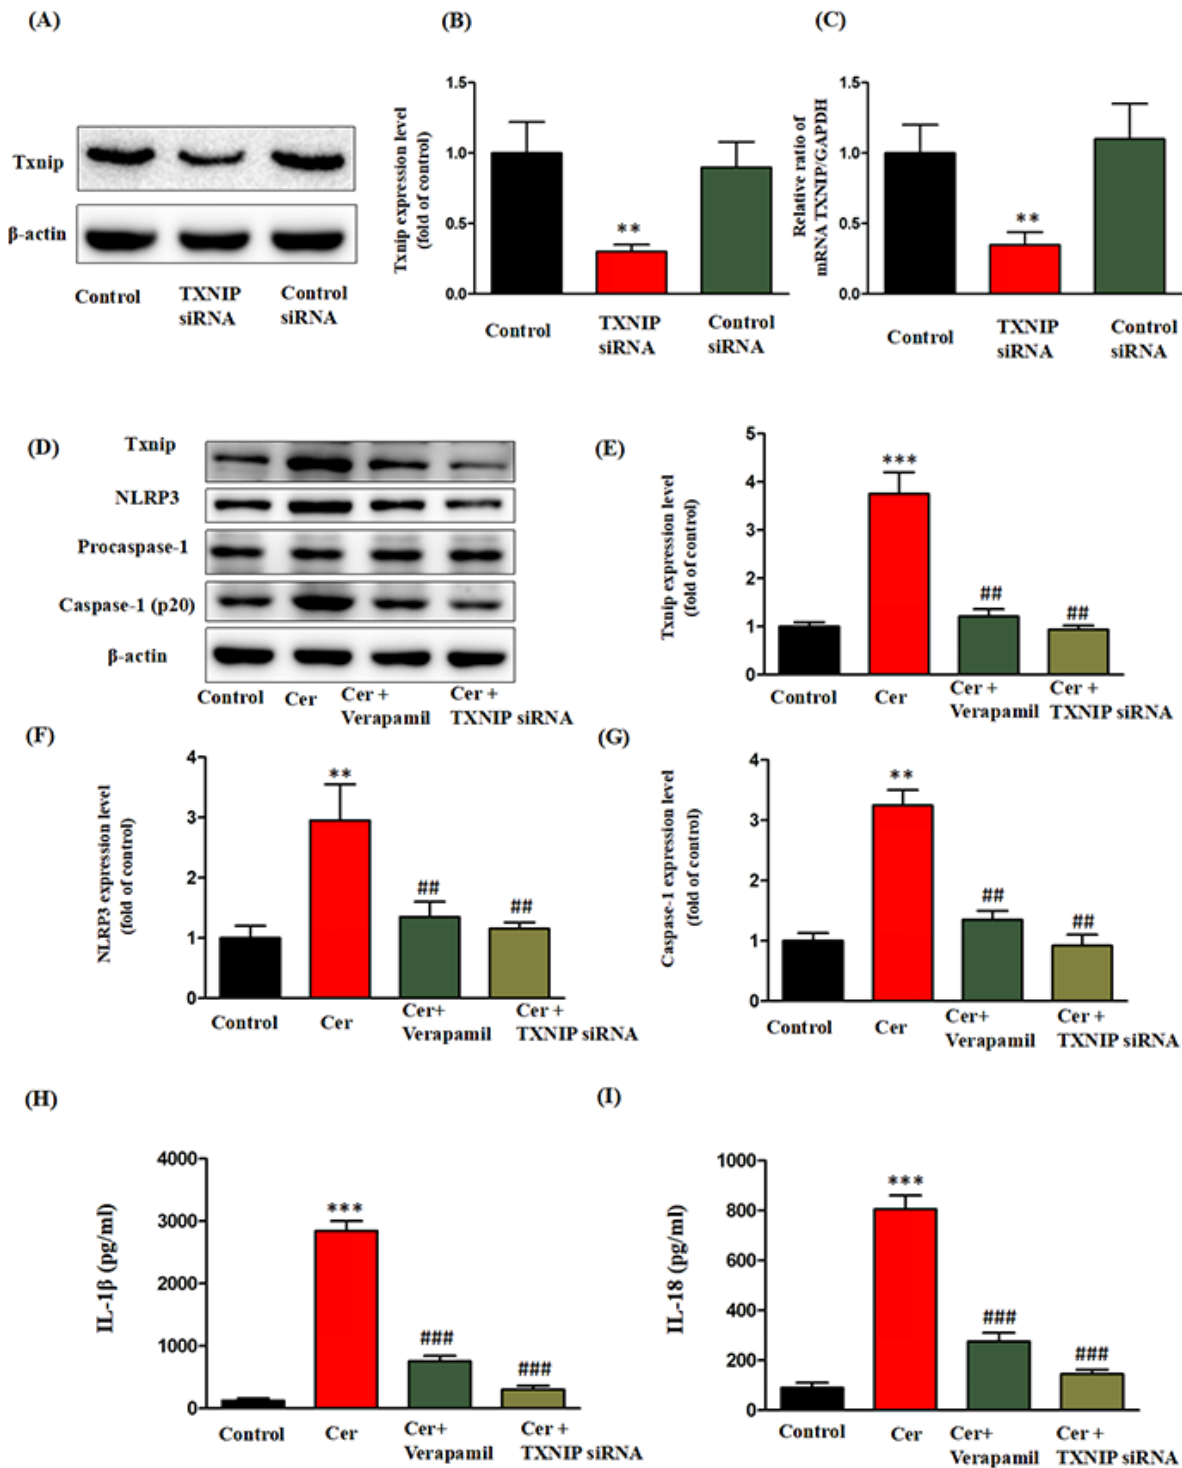 (A)
Txnip
β-actin
Control
TXNIP
siRNA
Control
siRNA
(B)
Txnip expression level
(fold of control)
1.5
1.0
0.5
0.0
**
Control
TXNIP
siRNA
Control
siRNA
(C)
Relative ratio of
mRNA TXNIP/GAPDH
1.5
1.0
0.5
0.0
**
Control
TXNIP
siRNA
Control
siRNA
(D)
Txnip
NLRP3
Procaspase-1
Caspase-1 (p20)
β-actin
Control
Cer
Cer +
Verapamil
Cer +
TXNIP siRNA
(E)
Txnip expression level
(fold of control)
5
4
3
2
1
0
***
##
##
Control
Cer
Cer +
Verapamil
Cer +
TXNIP siRNA
(F)
NLRP3 expression level
(fold of control)
4
3
2
1
0
**
##
##
Control
Cer
Cer+
Verapamil
Cer +
TXNIP siRNA
(G)
Caspase-1 expression level
(fold of control)
4
3
2
1
0
**
##
##
Control
Cer
Cer+
Verapamil
Cer +
TXNIP siRNA
(H)
IL-1β (pg/ml)
4000
3000
2000
1000
0
***
###
###
Control
Cer
Cer+
Verapamil
Cer +
TXNIP siRNA
(I)
IL-18 (pg/ml)
1000
800
600
400
200
0
***
###
###
Control
Cer
Cer+
Verapamil
Cer +
TXNIP siRNA